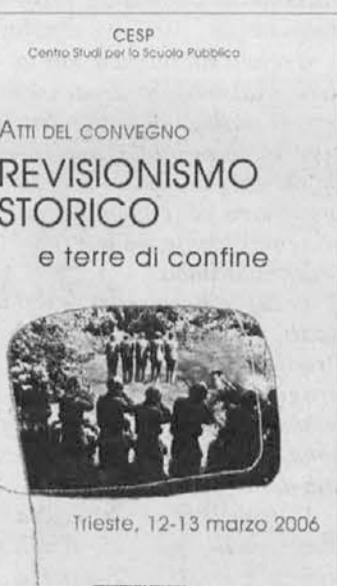 CESP
Centro Studi per la Scuola Pubblica
ATTI DEL CONVEGNO
REVISIONISMO
STORICO
e terre di confine
Trieste, 12-13 marzo 2006